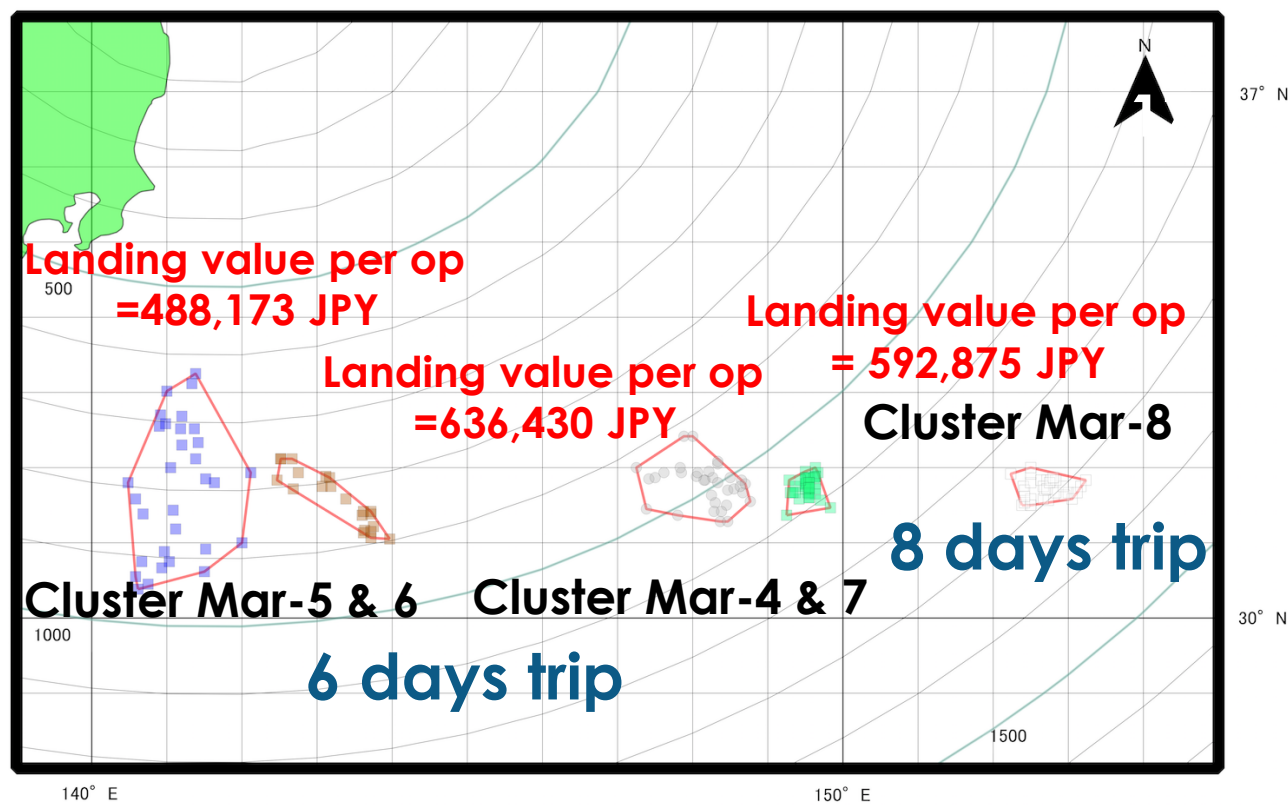 N
37° N
Landing value per op
=488,173 JPY
500
Landing value per op
= 592,875 JPY
Landing value per op
=636,430 JPY
Cluster Mar-8
8 days trip
Cluster Mar-5 & 6
Cluster Mar-4 & 7
1000
30° N
6 days trip
1500
140° E
150° E